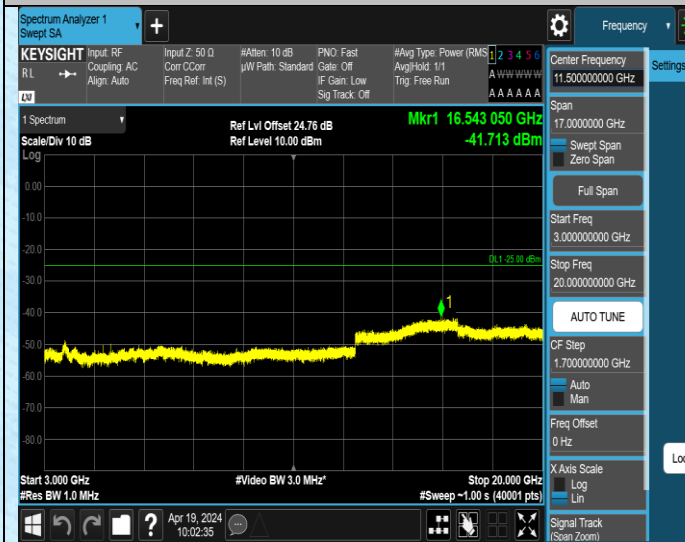 Spectrum Analyzer 1
Swept SA
+
Frequency
KEYSIGHT
RL
LXI
Input: RF
Coupling: AC
Align: Auto
Input Z: 50 Ω
Corr CCorr
Freq Ref: Int (S)
#Atten: 10 dB
µW Path: Standard
PNO: Fast
Gate: Off
IF Gain: Low
Sig Track: Off
#Avg Type: Power (RMS
Avg|Hold: 1/1
Trig: Free Run
1 2 3 4 5 6
A W W W W W
A A A A A A
Center Frequency
11.500000000 GHz
Settings
1 Spectrum
Scale/Div 10 dB
Log
Ref Lvl Offset 24.76 dB
Ref Level 10.00 dBm
Mkr1 16.543 050 GHz
-41.713 dBm
Span
17.0000000 GHz
Swept Span
Zero Span
Full Span
Start Freq
3.000000000 GHz
Stop Freq
20.000000000 GHz
AUTO TUNE
CF Step
1.700000000 GHz
Auto
Man
Freq Offset
0 Hz
X Axis Scale
Log
Lin
Signal Track
(Span Zoom)
Loc
0.00
-10.0
-20.0
-30.0
-40.0
-50.0
-60.0
-70.0
-80.0
DL1 -25.00 dBm
1
Start 3.000 GHz
#Res BW 1.0 MHz
#Video BW 3.0 MHz*
Stop 20.000 GHz
#Sweep ~1.00 s (40001 pts)
?
Apr 19, 2024
10:02:35